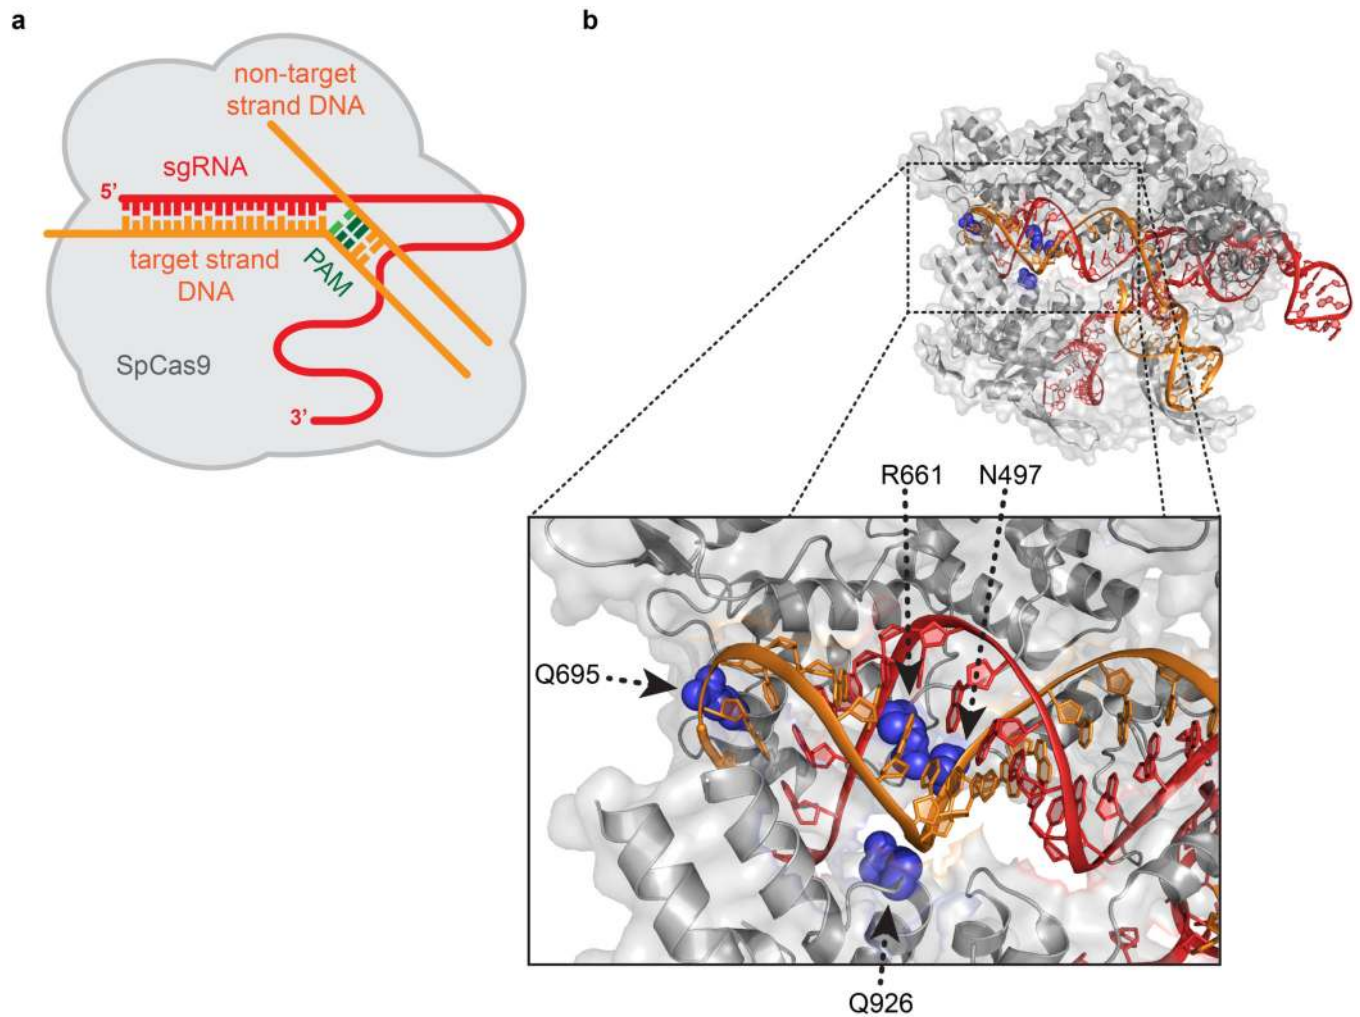 a
b
non-target
strand DNA
sgRNA
5’
target strand
DNA
PAM
SpCas9
3’
R661
N497
Q695
Q926